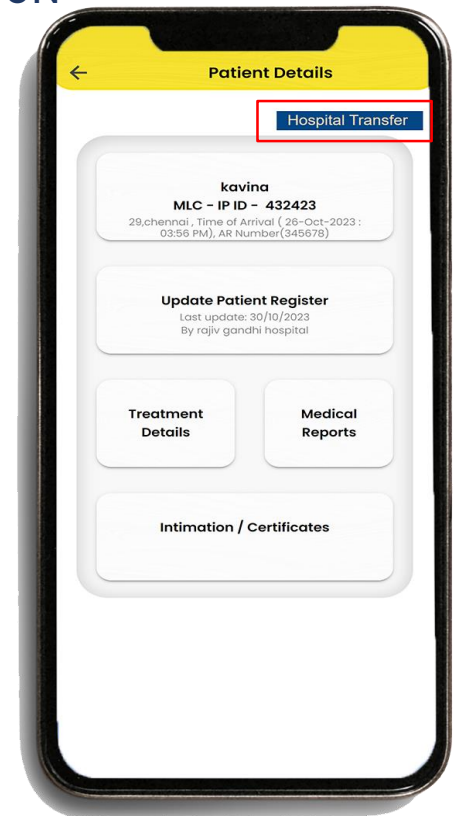 ON
Patient Details
Hospital Transfer
kavina
MLC - IP ID - 432423
29,chennai , Time of Arrival ( 26-Oct-2023 :
03:56 PM), AR Number(345678)
Update Patient Register
Last update: 30/10/2023
By rajiv gandhi hospital
Treatment
Details
Medical
Reports
Intimation / Certificates